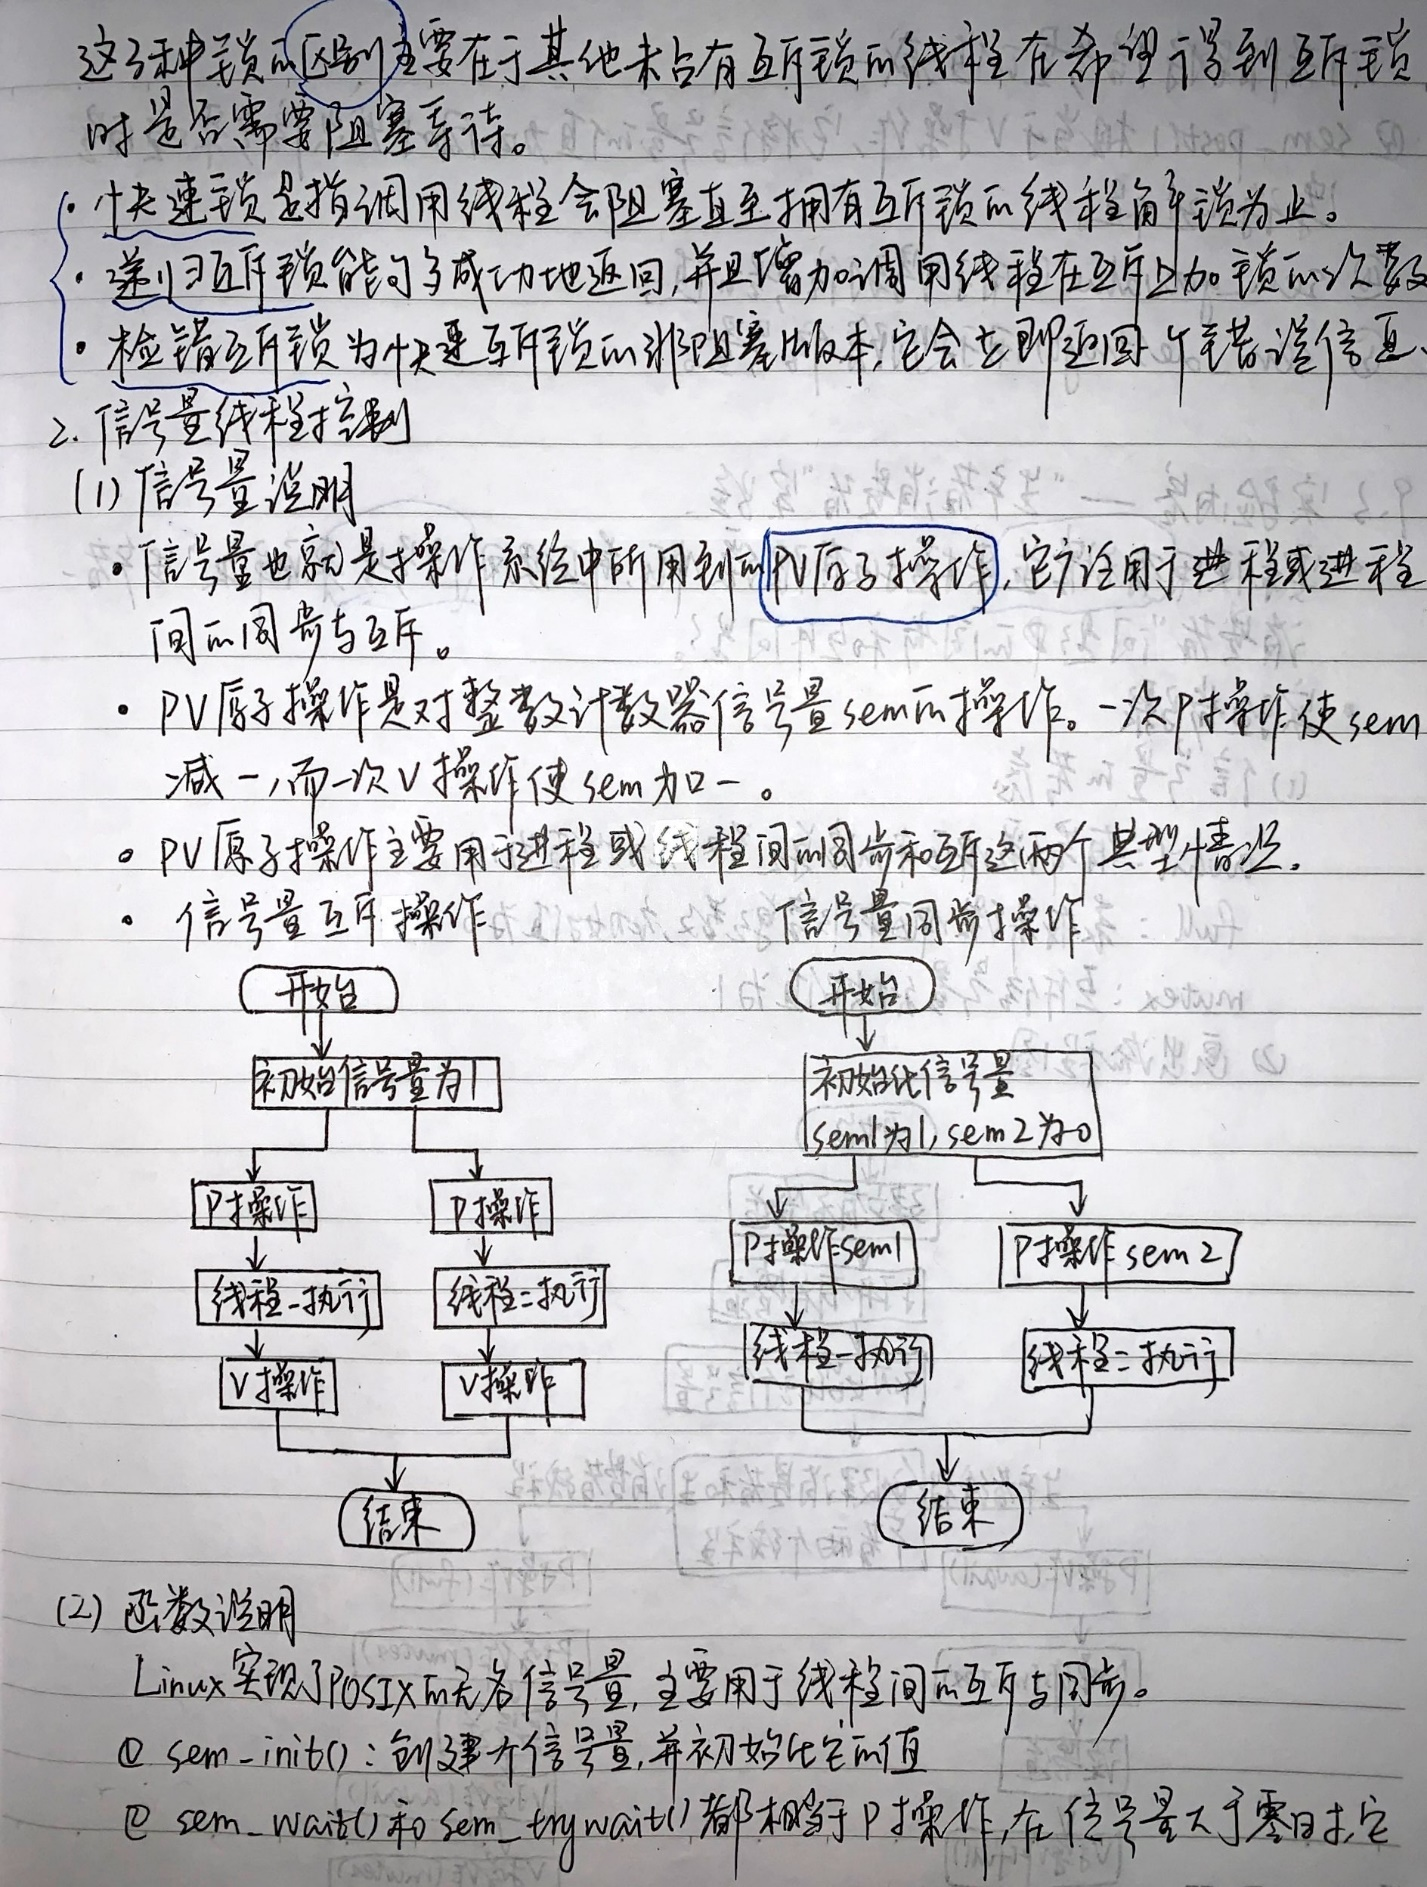 这3种锁的区别主要在于其他未占有互斥锁的线程在希望得到互斥锁
时是否需要阻塞等待。
· 快速锁是指调用线程会阻塞直至拥有互斥锁的线程解锁为止。
· 递归互斥锁能够多成功地返回,并且增加调用线程在互斥上加锁的次数
· 检错互斥锁为快速互斥锁的非阻塞版本,它会立即返回个错误信息、
2. 信号量线程控制
(1) 信号量说明
· 信号量也就是操作系统中所用到的PV原子操作,它广泛用于进程或进程
间的同步与互斥。
· PV原子操作是对整数计数器信号量sem的操作。一次P操作使sem
减一,而一次V操作使sem加一。
。 PV原子操作主要用于进程或线程间的同步和互斥这两个典型情况。
· 信号量互斥操作 信号量同步操作
开始 开始
初始信号量为1 初始化信号量
sem1为1, sem2为0
P操作 P操作 P操作sem1 P操作sem2
线程一执行 线程二执行 线程一执行 线程二执行
V操作 V操作
结束 结束
(2) 函数说明
Linux实现了POSIX的无名信号量,主要用于线程间的互斥与同步。
① sem_init():创建个信号量,并初始化它的值
② sem_wait()和sem_trywait()都相当于P操作,在信号量大于零时,它